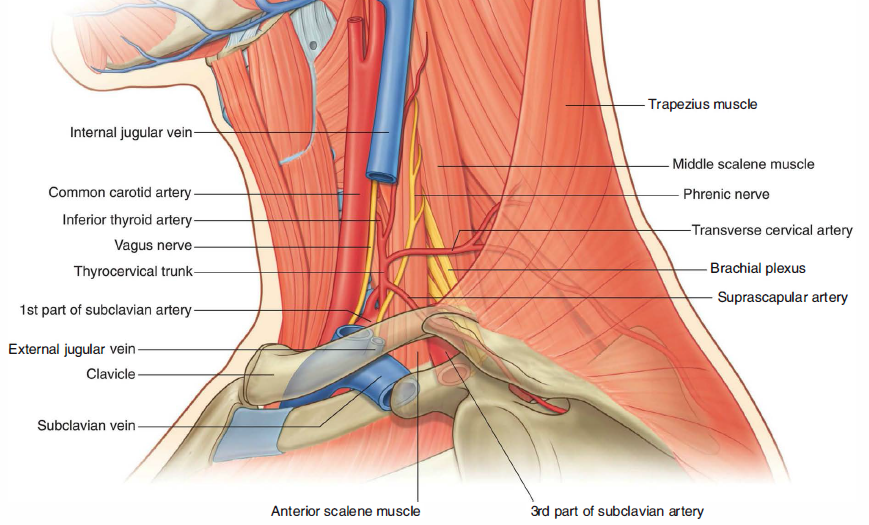 Trapezius muscle
Internal jugular vein
Middle scalene muscle
Common carotid artery
Phrenic nerve
Inferior thyroid artery
Transverse cervical artery
Vagus nerve
Thyrocervical trunk
Brachial plexus
Suprascapular artery
1st part of subclavian artery
External jugular vein
Clavicle
Subclavian vein
Anterior scalene muscle
3rd part of subclavian artery